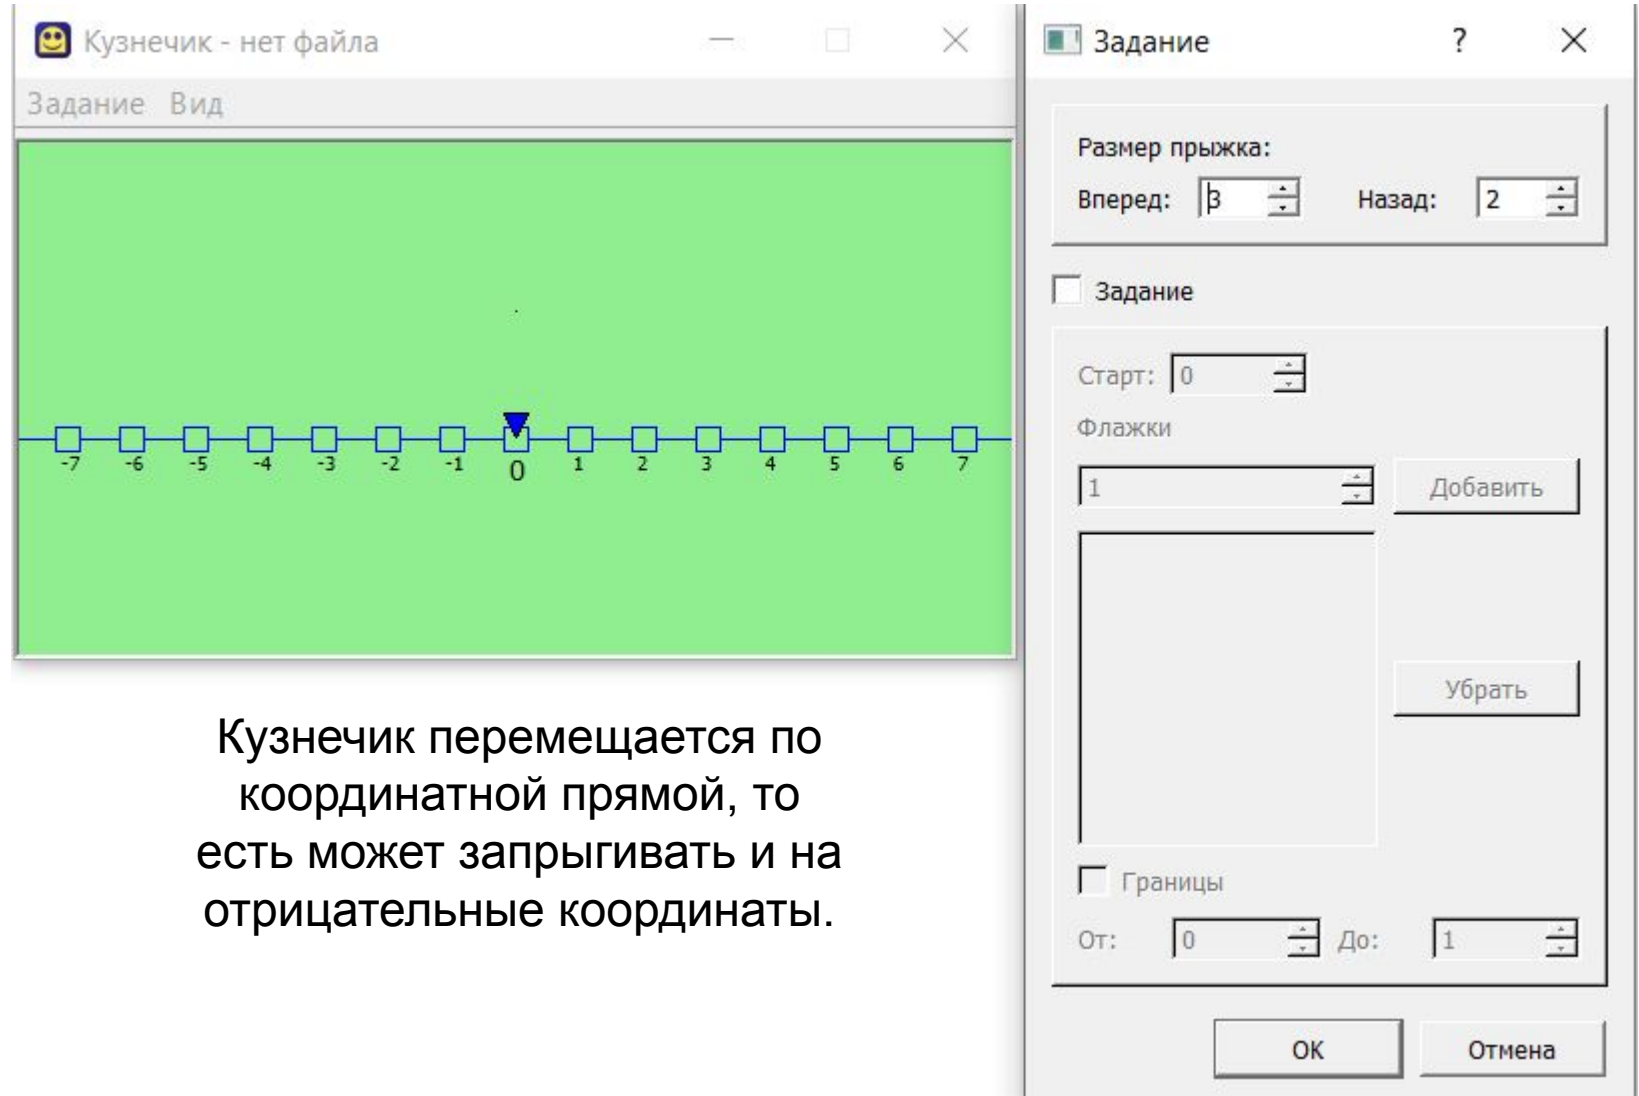 Кузнечик - нет файла
Задание Вид
-7 -6 -5 -4 -3 -2 -1 0 1 2 3 4 5 6 7
Кузнечик перемещается по
координатной прямой, то
есть может запрыгивать и на
отрицательные координаты.
Задание ?
Размер прыжка:
Вперед: 3 Назад: 2
Задание
Старт: 0
Флажки
1 Добавить
Убрать
Границы
От: 0 До: 1
OK Отмена